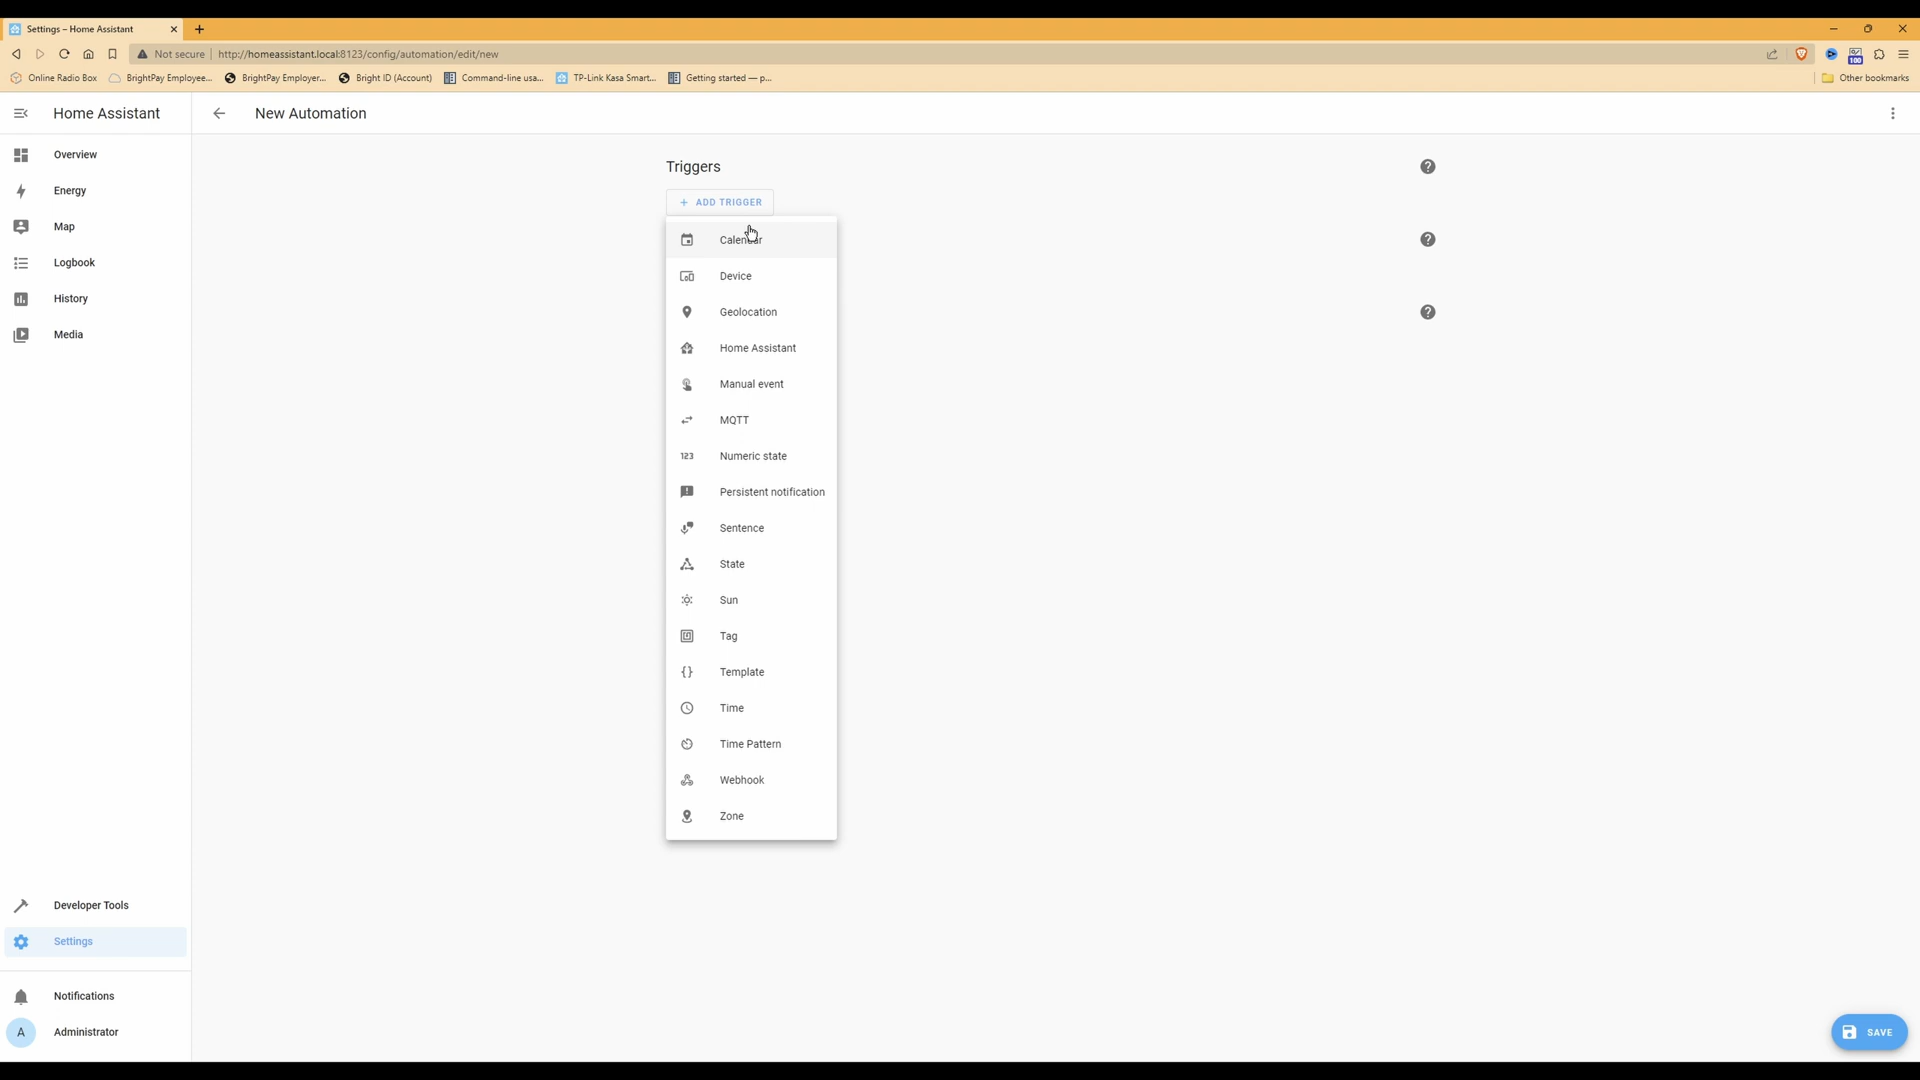 Settings – Home Assistant
Not secure
http://homeassistant.local:8123/config/automation/edit/new
100
Online Radio Box
BrightPay Employee...
BrightPay Employer...
Bright ID (Account)
Command-line usa...
TP-Link Kasa Smart...
Getting started — p...
Other bookmarks
Home Assistant
New Automation
Overview
Energy
Map
Logbook
History
Media
Developer Tools
Settings
Notifications
A
Administrator
Triggers
+ ADD TRIGGER
Calendar
Device
Geolocation
Home Assistant
Manual event
MQTT
123
Numeric state
Persistent notification
Sentence
State
Sun
Tag
Template
Time
Time Pattern
Webhook
Zone
SAVE